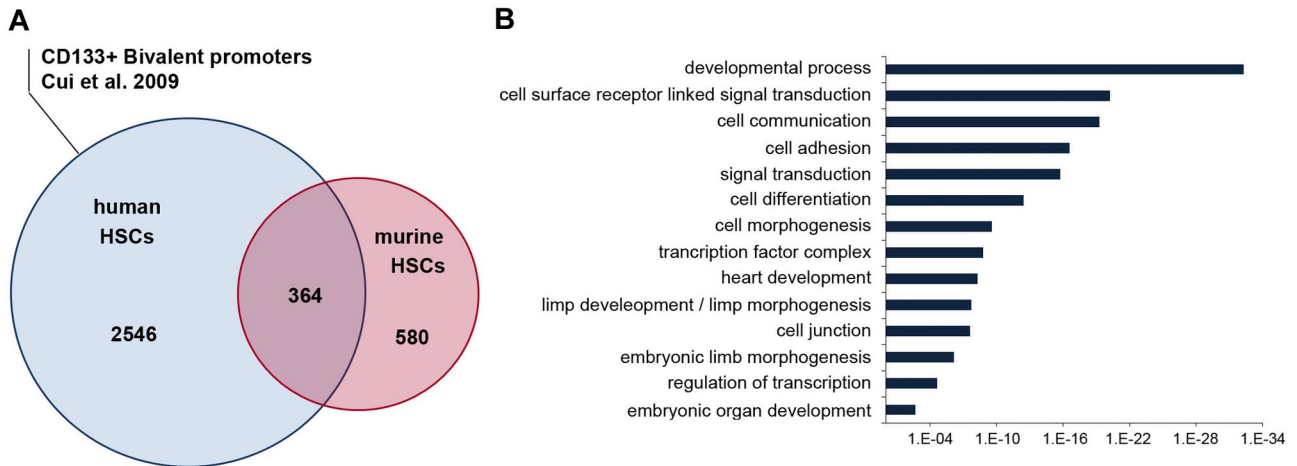 A
CD133+ Bivalent promoters
Cui et al. 2009
human
HSCs
murine
HSCs
364
2546
580
B
developmental process
cell surface receptor linked signal transduction
cell communication
cell adhesion
signal transduction
cell differentiation
cell morphogenesis
trancription factor complex
heart development
limp develeopment / limp morphogenesis
cell junction
embryonic limb morphogenesis
regulation of transcription
embryonic organ development
1.E-04 1.E-10 1.E-16 1.E-22 1.E-28 1.E-34